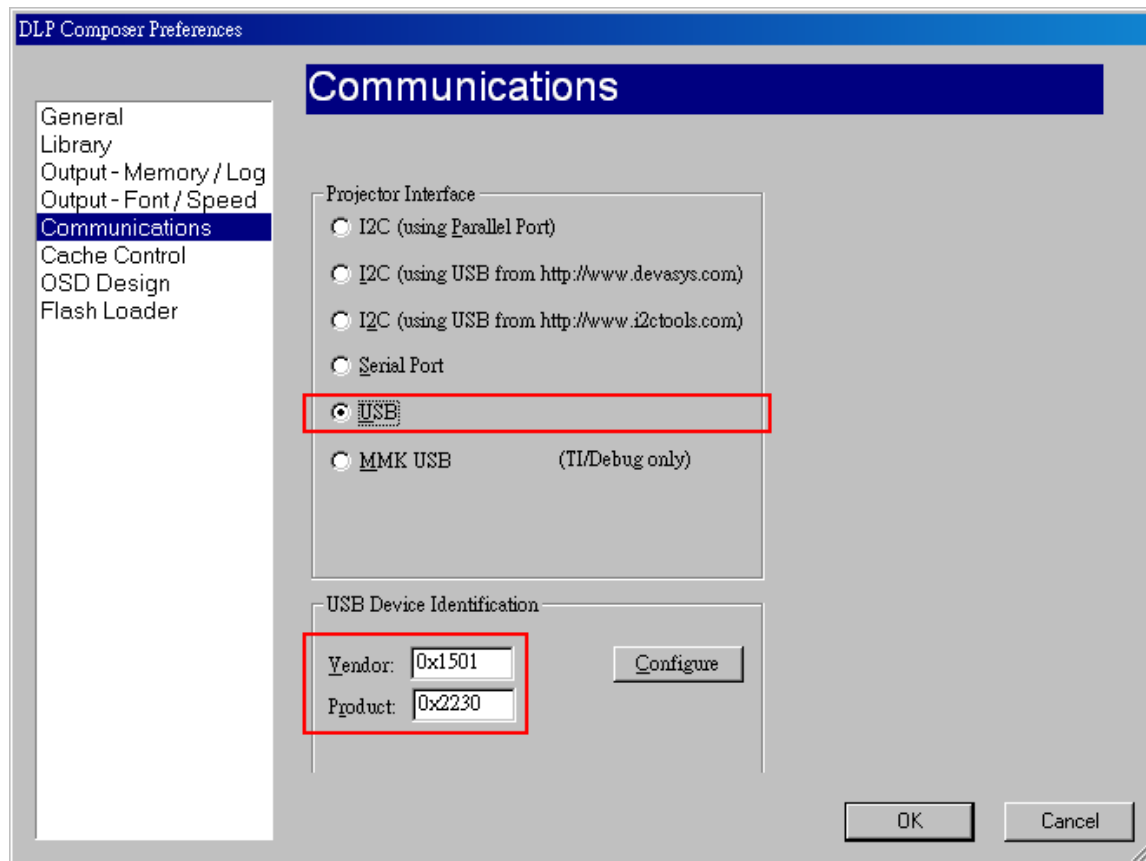 DLP Composer Preferences
General
Library
Output - Memory / Log
Output - Font / Speed
Communications
Cache Control
OSD Design
Flash Loader
Communications
Projector Interface
I2C (using Parallel Port)
I2C (using USB from http://www.devasys.com)
I2C (using USB from http://www.i2ctools.com)
Serial Port
USB
MMK USB (TI/Debug only)
USB Device Identification
Vendor: 0x1501
Configure
Product: 0x2230
OK Cancel